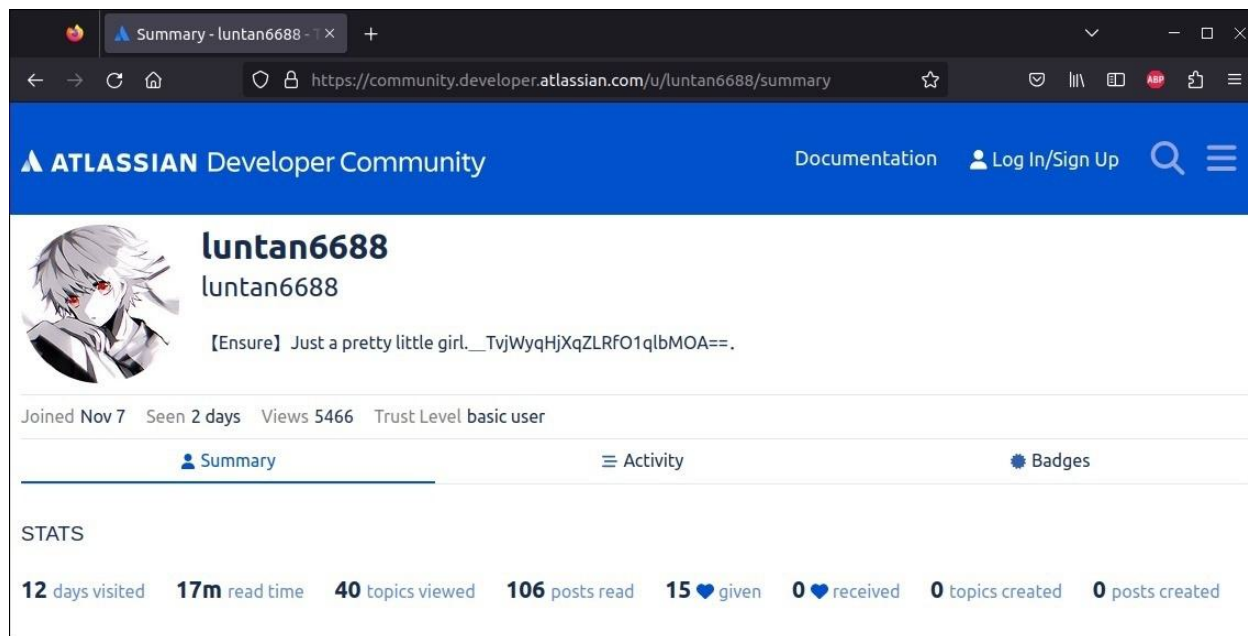 Summary - luntan6688 - T
https://community.developer.atlassian.com/u/luntan6688/summary
ABP
ATLASSIAN Developer Community
Documentation
Log In/Sign Up
luntan6688
luntan6688
【Ensure】Just a pretty little girl.__TvjWyqHjXqZLRfO1qlbMOA==.
Joined Nov 7 Seen 2 days Views 5466 Trust Level basic user
Summary
Activity
Badges
STATS
12 days visited 17m read time 40 topics viewed 106 posts read 15 given 0 received 0 topics created 0 posts created